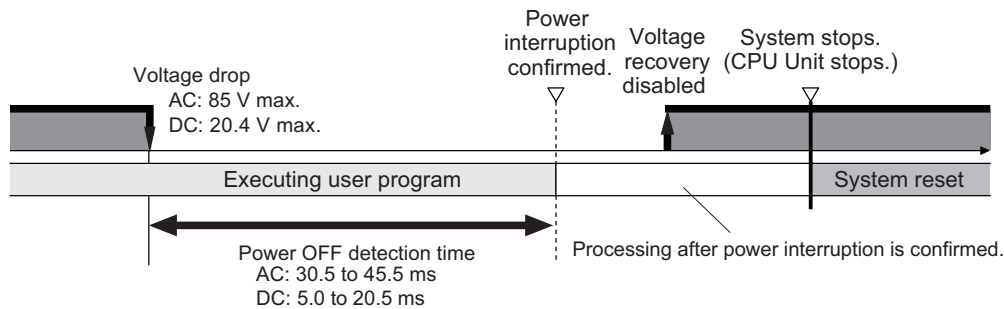 Power
interruption
confirmed.
Voltage
recovery
disabled
System stops.
(CPU Unit stops.)
Voltage drop
AC: 85 V max.
DC: 20.4 V max.
Executing user program
System reset
Power OFF detection time
AC: 30.5 to 45.5 ms
DC: 5.0 to 20.5 ms
Processing after power interruption is confirmed.